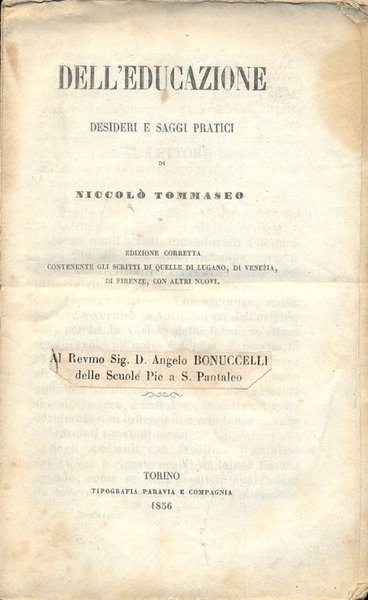 DELL'EDUCAZIONE
DESIDERI E SAGGI PRATICI
DI
NICCOLÒ TOMMASEO
EDIZIONE CORRETTA
CONTENENTE GLI SCRITTI DI QUELLE DI LUGANO, DI VENEZIA,
DI FIRENZE, CON ALTRI NUOVI.
Al Revmo Sig. D. Angelo BONUCCELLI
delle Scuole Pie a S. Pantaleo
TORINO
TIPOGRAFIA PARAVIA E COMPAGNIA
1856